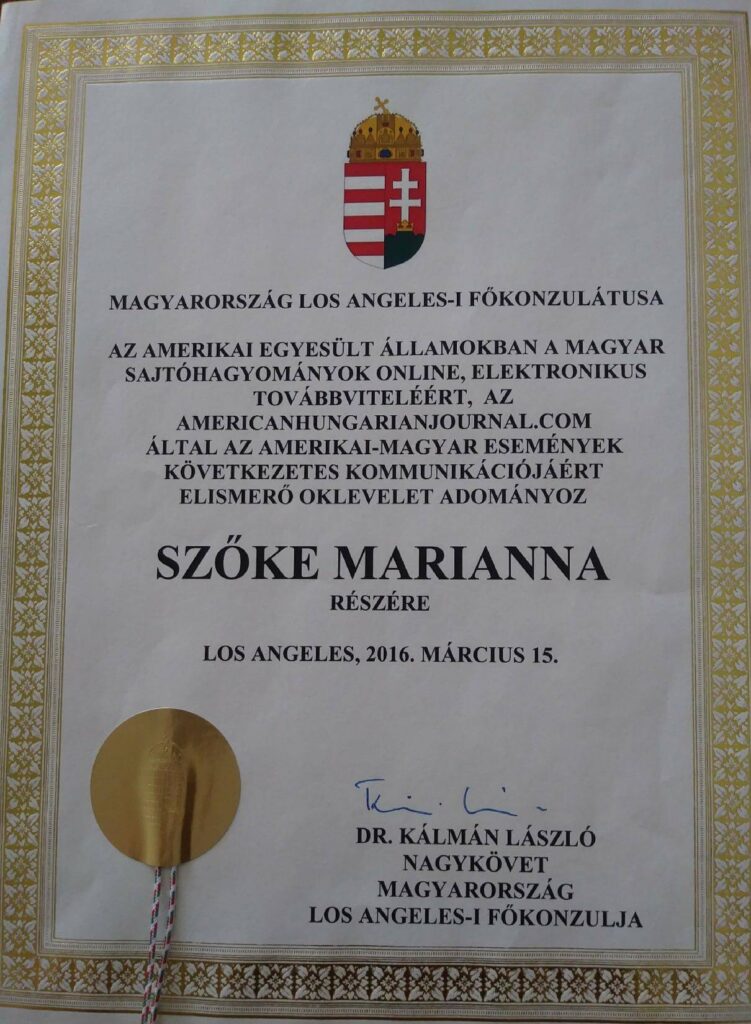 MAGYARORSZÁG LOS ANGELES-I FŐKONZULÁTUSA
AZ AMERIKAI EGYESÜLT ÁLLAMOKBAN A MAGYAR
SAJTÓHAGYOMÁNYOK ONLINE, ELEKTRONIKUS
TOVÁBBVITELÉÉRT, AZ
AMERICANHUNGARIANJOURNAL.COM
ÁLTAL AZ AMERIKAI-MAGYAR ESEMÉNYEK
KÖVETKEZETES KOMMUNIKÁCIÓJÁÉRT
ELISMERŐ OKLEVELET ADOMÁNYOZ
SZŐKE MARIANNA
RÉSZÉRE
LOS ANGELES, 2016. MÁRCIUS 15.
DR. KÁLMÁN LÁSZLÓ
NAGYKÖVET
MAGYARORSZÁG
LOS ANGELES-I FŐKONZULJA